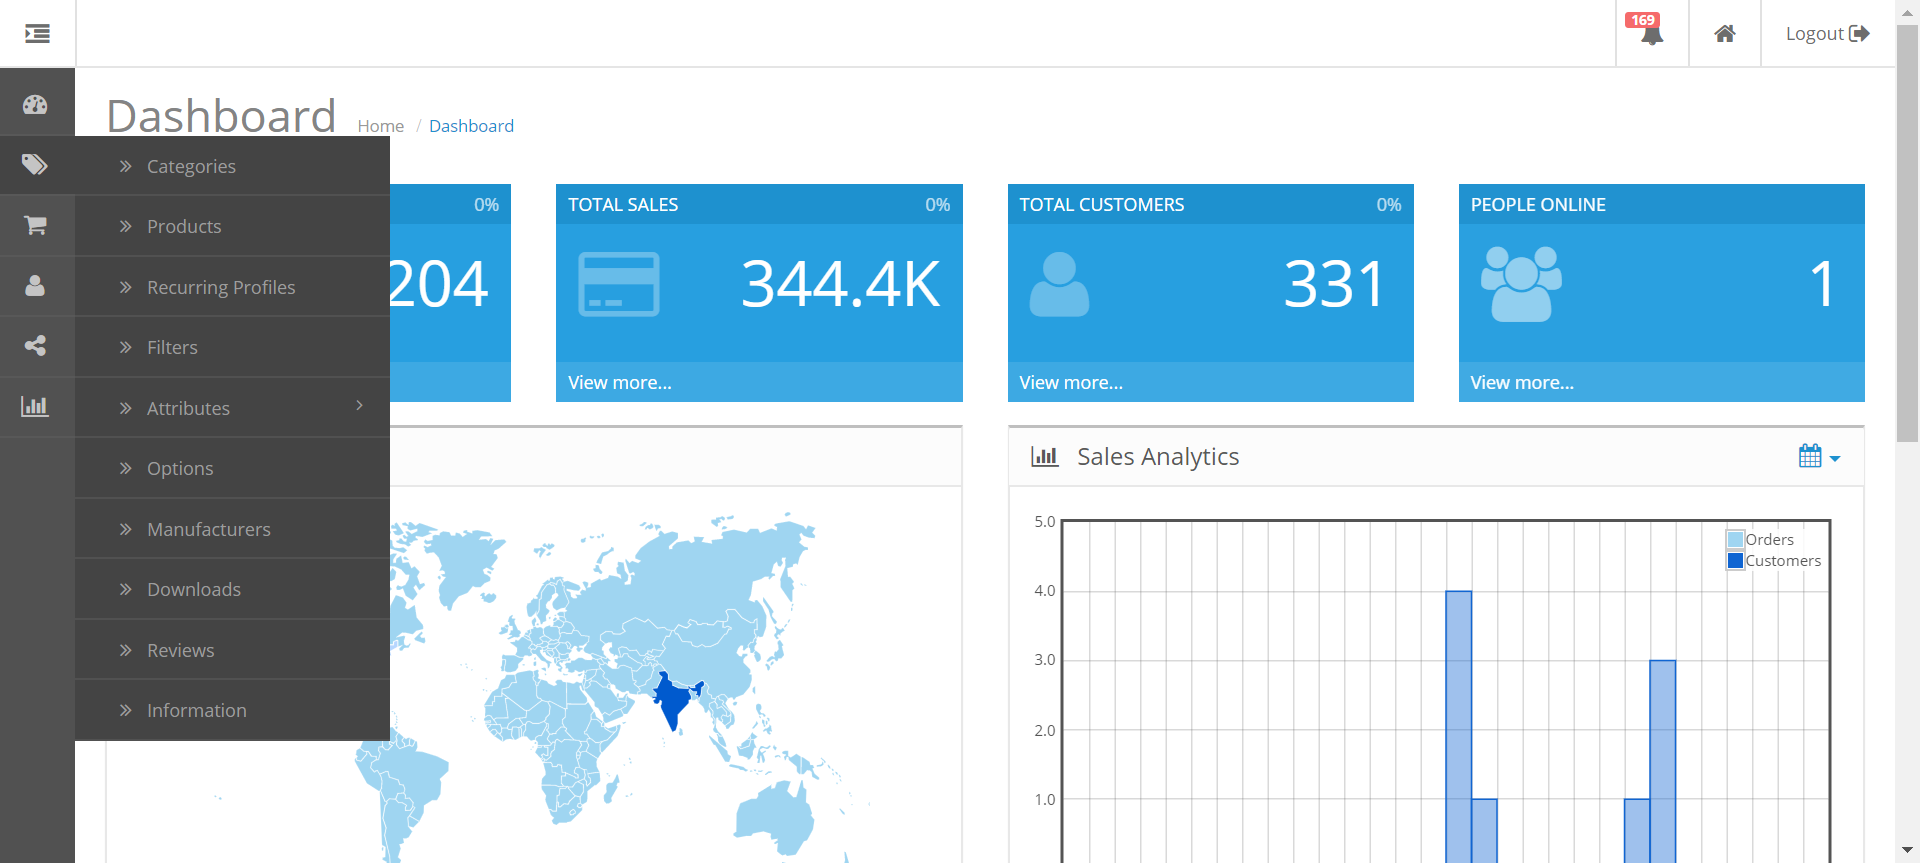 169
Logout
Dashboard
Home / Dashboard
Categories
Products
Recurring Profiles
Filters
Attributes
Options
Manufacturers
Downloads
Reviews
Information
0%
204
TOTAL SALES 0%
344.4K
View more...
TOTAL CUSTOMERS 0%
331
View more...
PEOPLE ONLINE
1
View more...
Sales Analytics
5.0
4.0
3.0
2.0
1.0
Orders
Customers